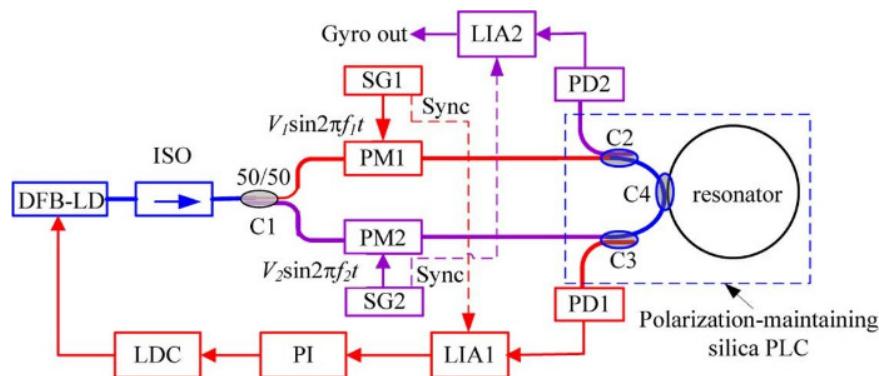 Gyro out
LIA2
SG1
Sync
PD2
V₁sin2πf₁t
C2
ISO
50/50
PM1
C4
resonator
DFB-LD
C1
PM2
C3
V₂sin2πf₂t
Sync
SG2
PD1
Polarization-maintaining
silica PLC
LDC
PI
LIA1